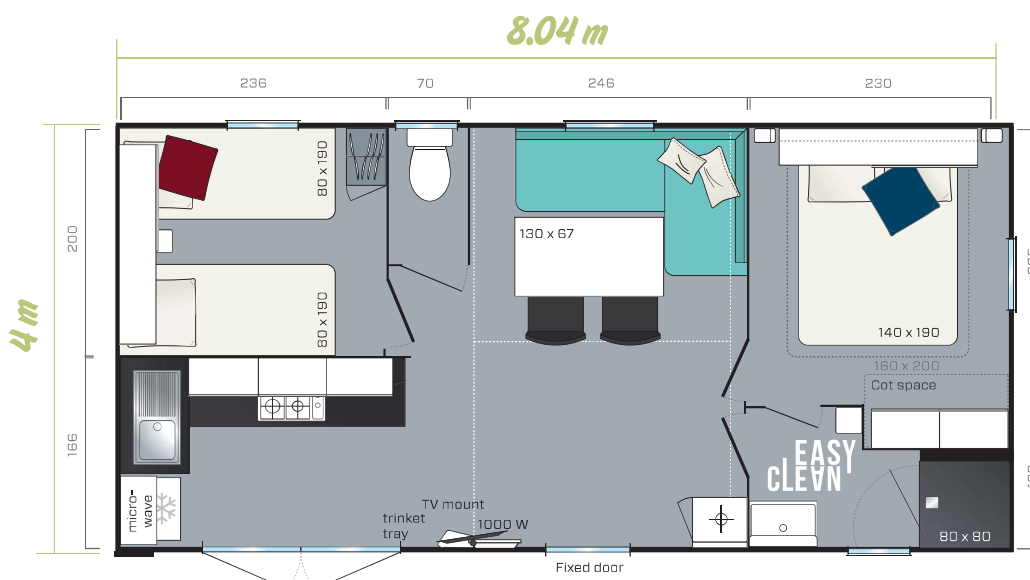 8.04 m
236
70
246
230
4 m
200
166
80 x 190
80 x 190
130 x 67
140 x 190
160 x 200
Cot space
EASY
CLEAN
micro-
wave
TV mount
trinket
tray
1000 W
80 x 80
Fixed door